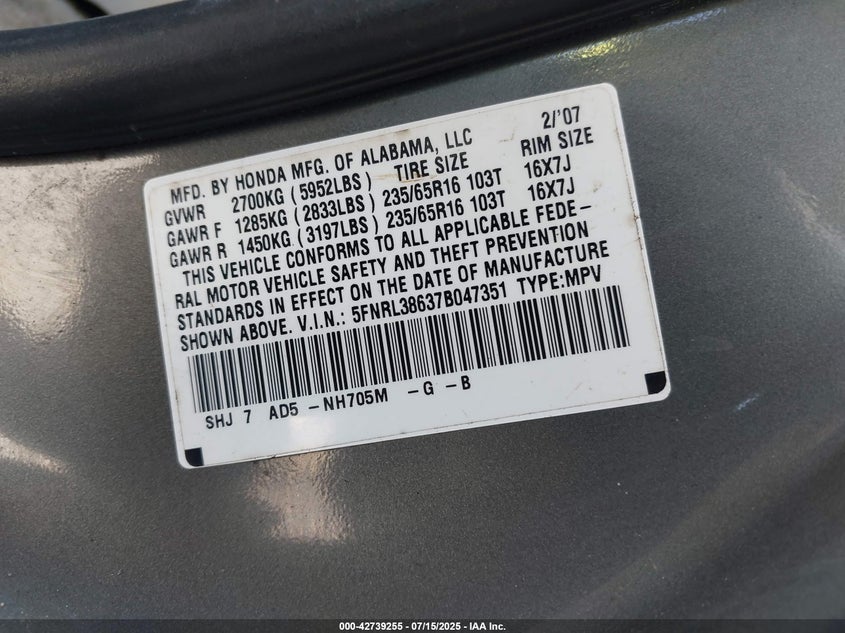 MFD. BY HONDA MFG. OF ALABAMA, LLC 2/'07
GVWR 2700KG (5952LBS) TIRE SIZE RIM SIZE
GAWR F 1285KG (2833LBS) 235/65R16 103T 16X7J
GAWR R 1450KG (3197LBS) 235/65R16 103T 16X7J
THIS VEHICLE CONFORMS TO ALL APPLICABLE FEDE-
RAL MOTOR VEHICLE SAFETY AND THEFT PREVENTION
STANDARDS IN EFFECT ON THE DATE OF MANUFACTURE
SHOWN ABOVE. V.I.N.: 5FNRL38637B047351 TYPE:MPV
SHJ 7 AD5 -NH705M -G -B
000-42739255 - 07/15/2025 - IAA Inc.